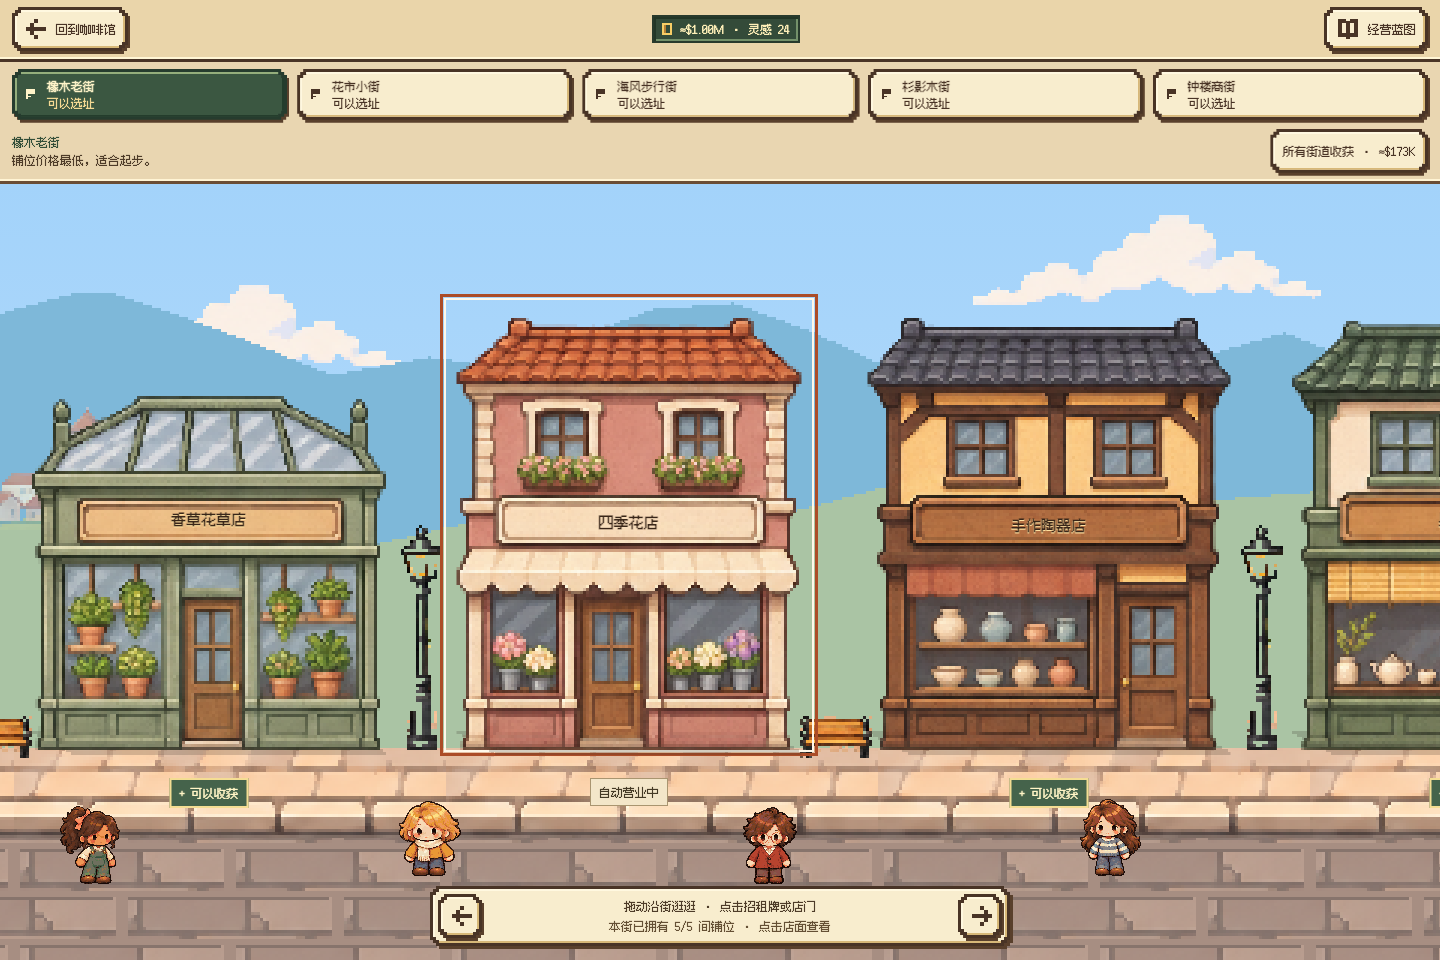 回到咖啡馆
≈$1.00M · 灵感 24
经营蓝图
橡木老街
可以选址
花市小街
可以选址
海风步行街
可以选址
杉影木街
可以选址
钟楼商街
可以选址
橡木老街
铺位价格最低，适合起步。
所有街道收获 · ≈$173K
香草花草店
四季花店
手作陶器店
+ 可以收获
自动营业中
+ 可以收获
拖动沿街逛逛 · 点击招租牌或店门
本街已拥有 5/5 间铺位 · 点击店面查看